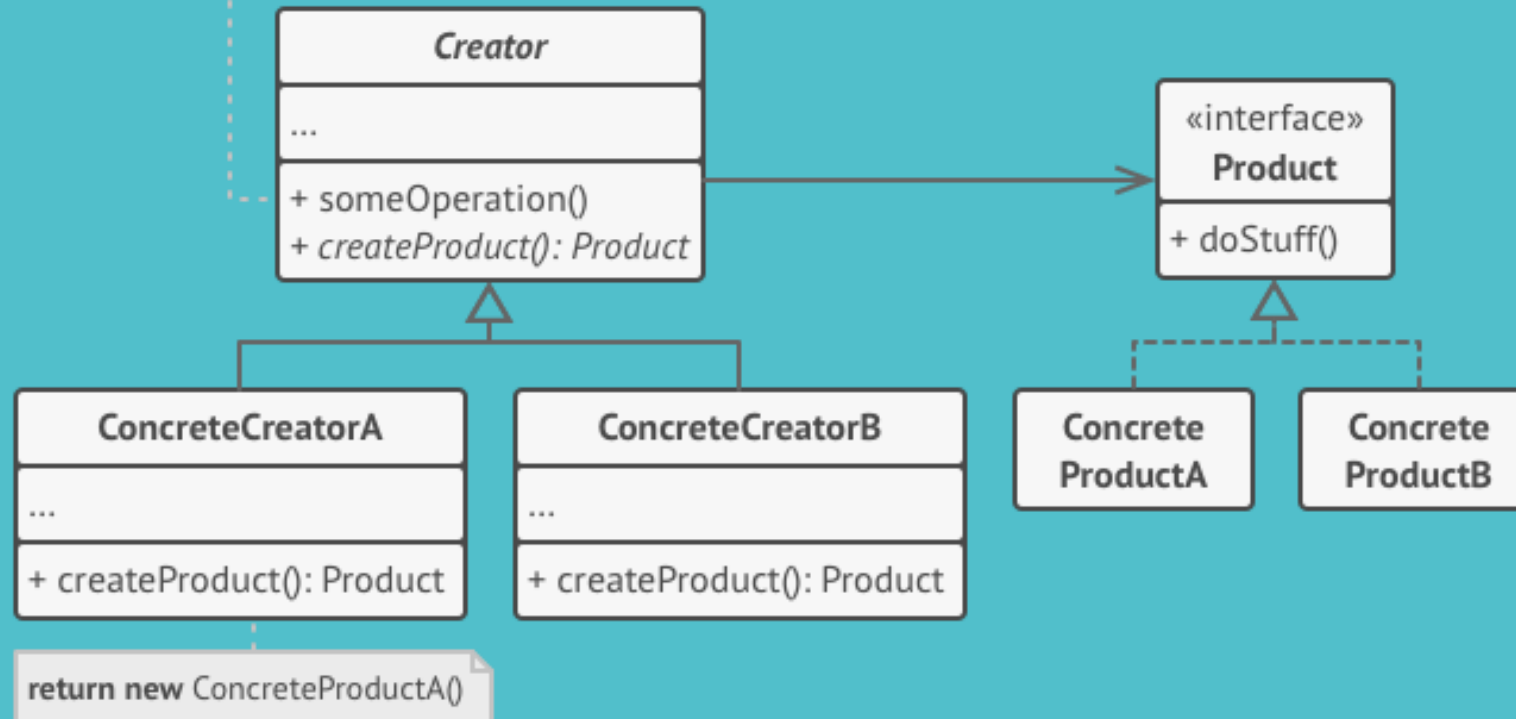 Creator
...
+ someOperation()
+ createProduct(): Product
«interface»
Product
+ doStuff()
ConcreteCreatorA
...
+ createProduct(): Product
ConcreteCreatorB
...
+ createProduct(): Product
Concrete
ProductA
Concrete
ProductB
return new ConcreteProductA()